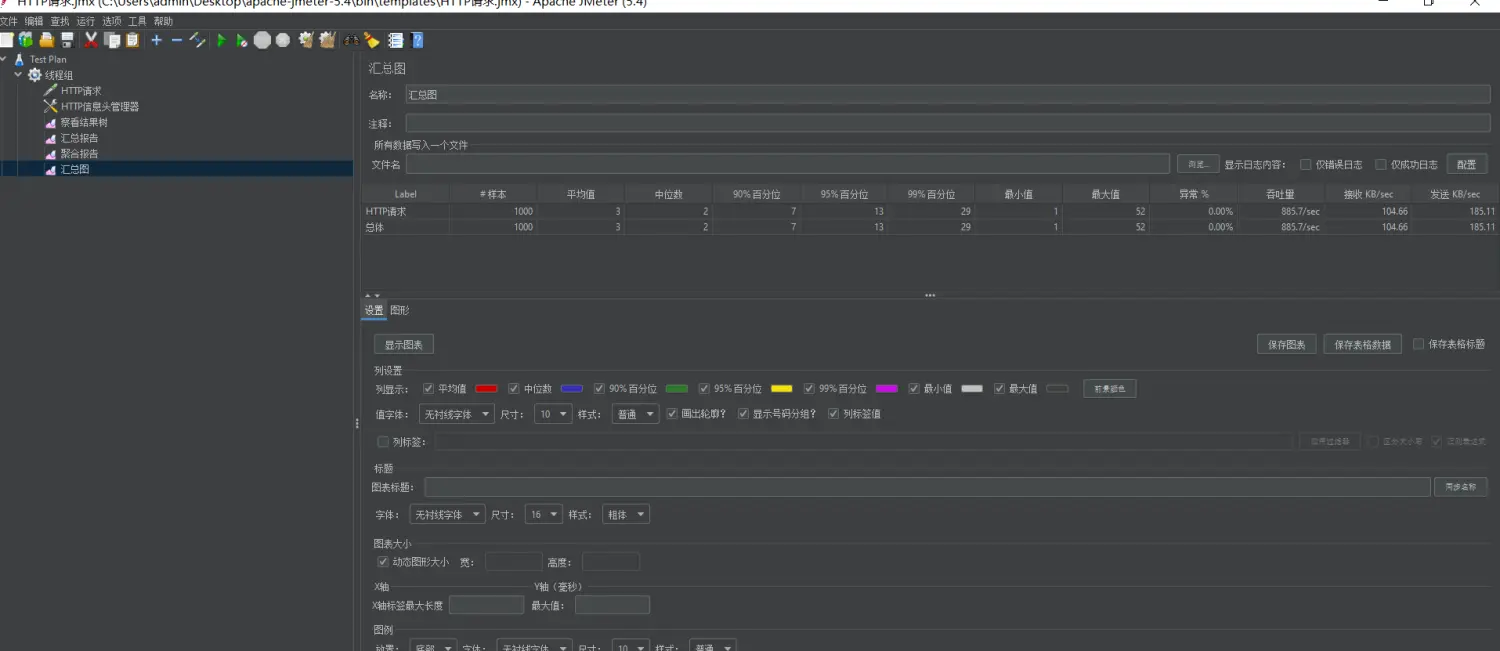 HTTP请求.jmx (C:\Users\admin\Desktop\apache-jmeter-5.4\bin\templates\HTTP请求.jmx) - Apache JMeter (5.4)
文件 编辑 查找 运行 选项 工具 帮助
Test Plan
线程组
HTTP请求
HTTP信息头管理器
察看结果树
汇总报告
聚合报告
汇总图
汇总图
名称: 汇总图
注释:
所有数据写入一个文件
文件名 浏览... 显示日志内容: 仅错误日志 仅成功日志 配置
Label # 样本 平均值 中位数 90% 百分位 95% 百分位 99% 百分位 最小值 最大值 异常 % 吞吐量 接收 KB/sec 发送 KB/sec
HTTP请求 1000 3 2 7 13 29 1 52 0.00% 885.7/sec 104.66 185.11
总体 1000 3 2 7 13 29 1 52 0.00% 885.7/sec 104.66 185.11
设置 图形
显示图表 保存图表 保存表格数据 保存表格标题
列设置
列显示: 平均值 中位数 90% 百分位 95% 百分位 99% 百分位 最小值 最大值 前景颜色
值字体: 无衬线字体 尺寸: 10 样式: 普通 画出轮廓? 显示号码分组? 列标签值
列标签: 应用过滤器 区分大小写 正则表达式
标题
图表标题: 同步名称
字体: 无衬线字体 尺寸: 16 样式: 粗体
图表大小
动态图形大小 宽: 高度:
X轴 Y轴 (毫秒)
X轴标签最大长度 最大值:
图例
放置: 底部 字体: 无衬线字体 尺寸: 10 样式: 普通